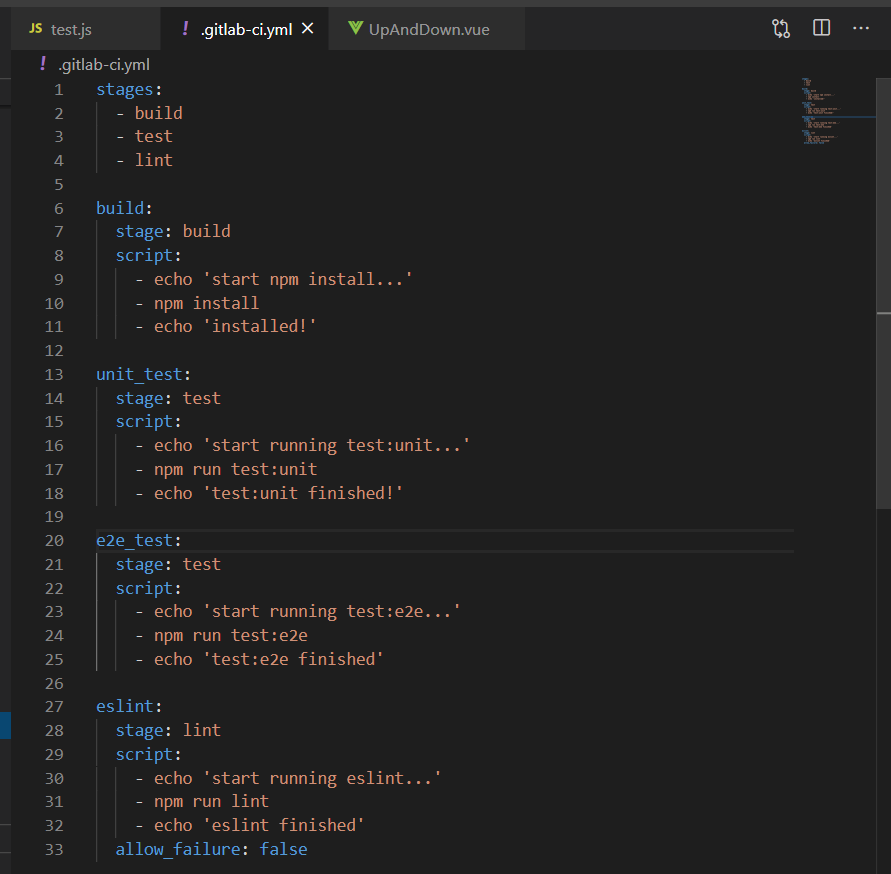 JS test.js
! .gitlab-ci.yml ×
UpAndDown.vue
! .gitlab-ci.yml
1 stages:
2   - build
3   - test
4   - lint
5
6 build:
7   stage: build
8   script:
9     - echo 'start npm install...'
10     - npm install
11     - echo 'installed!'
12
13 unit_test:
14   stage: test
15   script:
16     - echo 'start running test:unit...'
17     - npm run test:unit
18     - echo 'test:unit finished!'
19
20 e2e_test:
21   stage: test
22   script:
23     - echo 'start running test:e2e...'
24     - npm run test:e2e
25     - echo 'test:e2e finished'
26
27 eslint:
28   stage: lint
29   script:
30     - echo 'start running eslint...'
31     - npm run lint
32     - echo 'eslint finished'
33   allow_failure: false